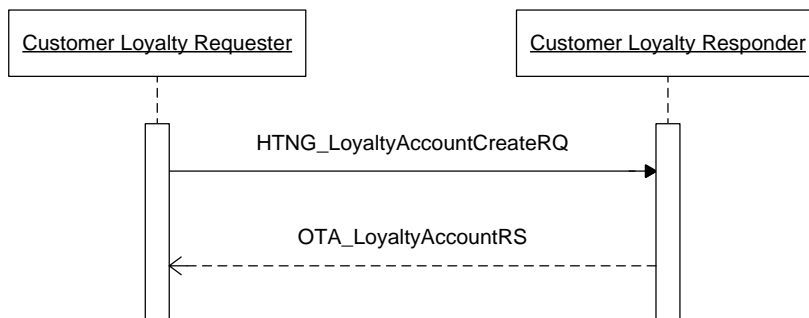 Customer Loyalty Requester
Customer Loyalty Responder
HTNG_LoyaltyAccountCreateRQ
OTA_LoyaltyAccountRS